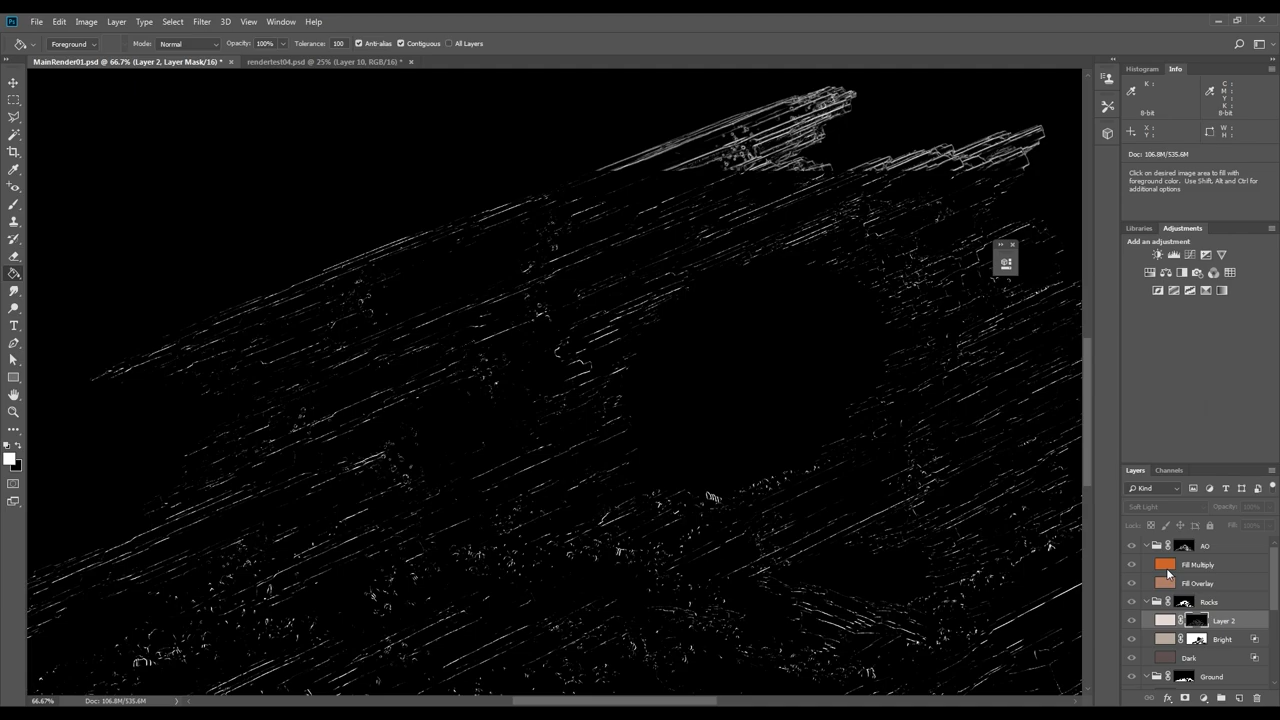 Ps File Edit Image Layer Type Select Filter 3D View Window Help
Foreground Mode: Normal Opacity: 100% Tolerance: 100 Anti-alias Contiguous All Layers
MainRender01.psd @ 66.7% (Layer 2, Layer Mask/16) * rendertest04.psd @ 25% (Layer 10, RGB/16) *
Histogram Info
K: C:
M:
Y:
K:
8-bit 8-bit
X: W:
Y: H:
Doc: 106.8M/535.6M
Click on desired image area to fill with
foreground color. Use Shift, Alt and Ctrl for
additional options
Libraries Adjustments
Add an adjustment
Layers Channels
Kind
Soft Light Opacity: 100%
Lock: Fill: 100%
AO
Fill Multiply
Fill Overlay
Rocks
Layer 2
Bright
Dark
Ground
66.67% Doc: 106.8M/535.6M